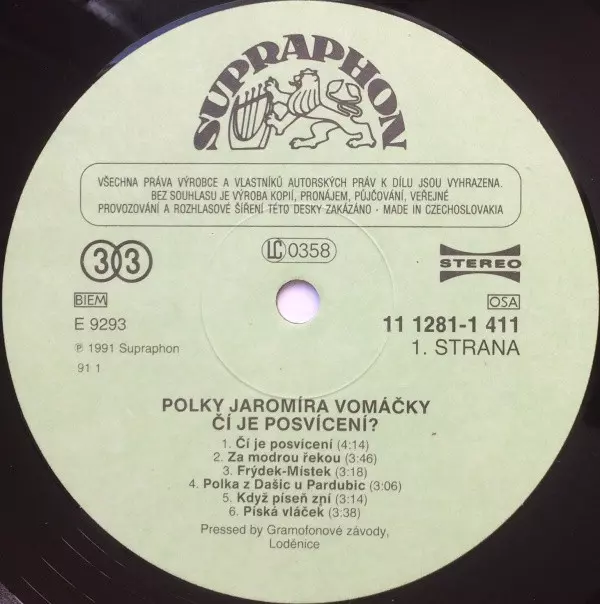 SUPRAPHON
VŠECHNA PRÁVA VÝROBCE A VLASTNÍKŮ AUTORSKÝCH PRÁV K DÍLU JSOU VYHRAZENA.
BEZ SOUHLASU JE VÝROBA KOPIÍ, PRONÁJEM, PŮJČOVÁNÍ, VEŘEJNÉ
PROVOZOVÁNÍ A ROZHLASOVÉ ŠÍŘENÍ TÉTO DESKY ZAKÁZÁNO · MADE IN CZECHOSLOVAKIA
33
LC 0358
STEREO
BIEM
OSA
E 9293
11 1281-1 411
℗ 1991 Supraphon
1. STRANA
91 1
POLKY JAROMÍRA VOMÁČKY
ČÍ JE POSVÍCENÍ?
1. Čí je posvícení (4:14)
2. Za modrou řekou (3:46)
3. Frýdek-Místek (3:18)
4. Polka z Dašic u Pardubic (3:06)
5. Když píseň zní (3:14)
6. Píská vláček (3:38)
Pressed by Gramofonové závody,
Loděnice